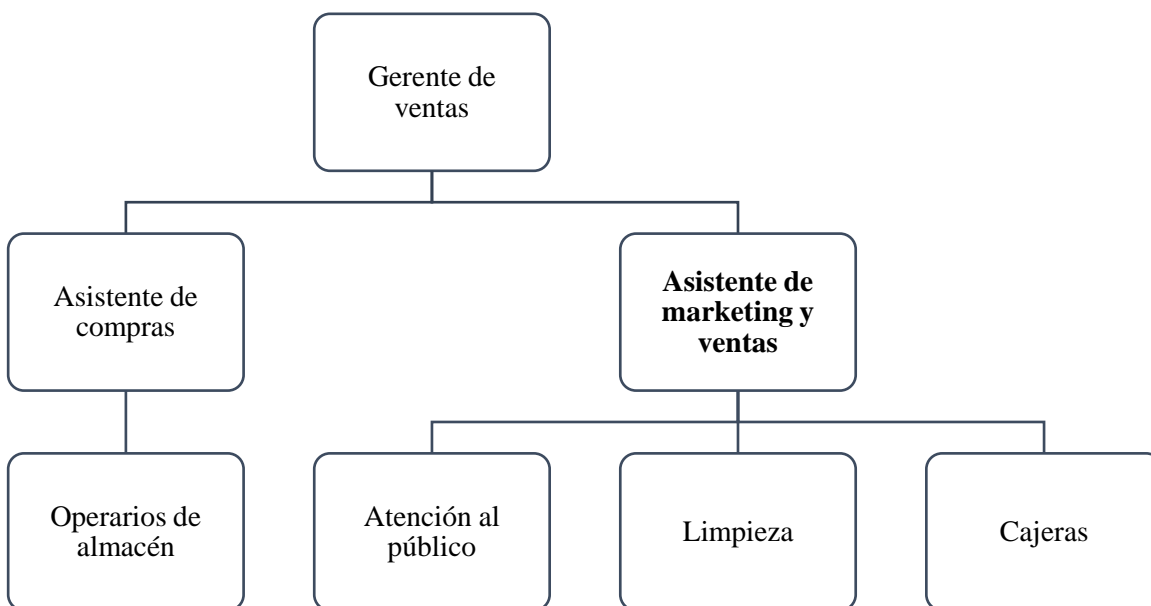 Gerente de
ventas
Asistente de
compras
Asistente de
marketing y
ventas
Operarios de
almacén
Atención al
público
Limpieza
Cajeras